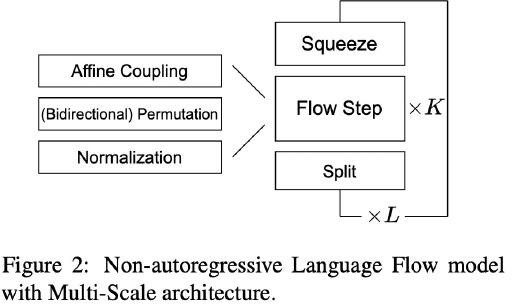 Squeeze
Affine Coupling
(Bidirectional) Permutation
Flow Step
×K
Normalization
Split
×L
Figure 2: Non-autoregressive Language Flow model
with Multi-Scale architecture.